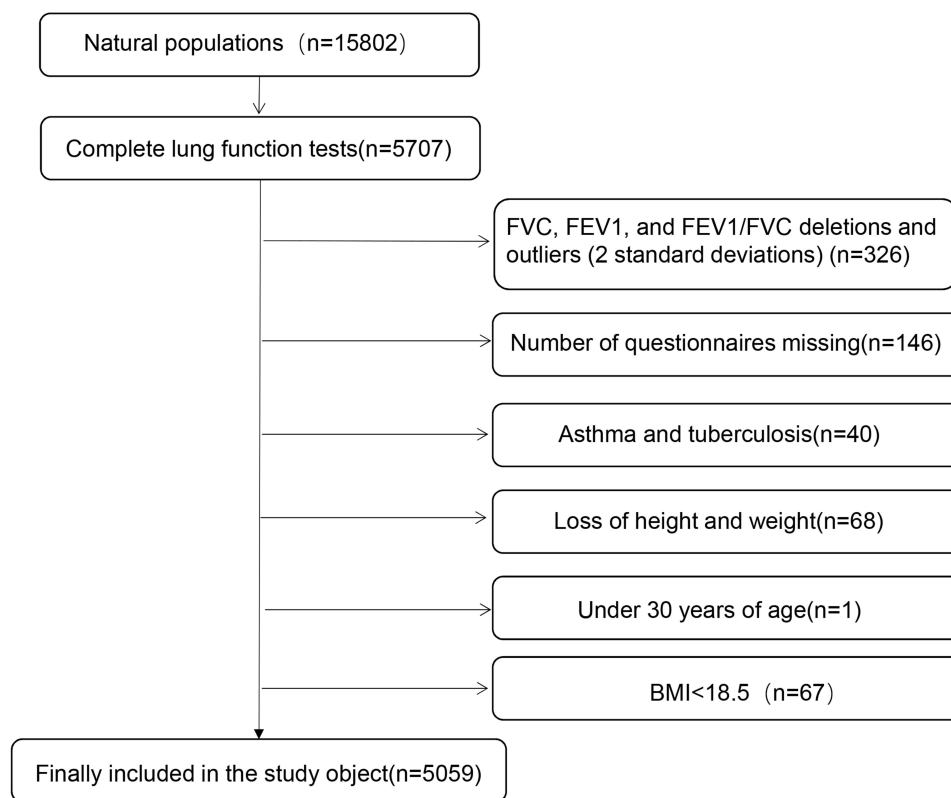 Natural populations（n=15802）
Complete lung function tests(n=5707)
FVC, FEV1, and FEV1/FVC deletions and
outliers (2 standard deviations) (n=326)
Number of questionnaires missing(n=146)
Asthma and tuberculosis(n=40)
Loss of height and weight(n=68)
Under 30 years of age(n=1)
BMI<18.5（n=67）
Finally included in the study object(n=5059)